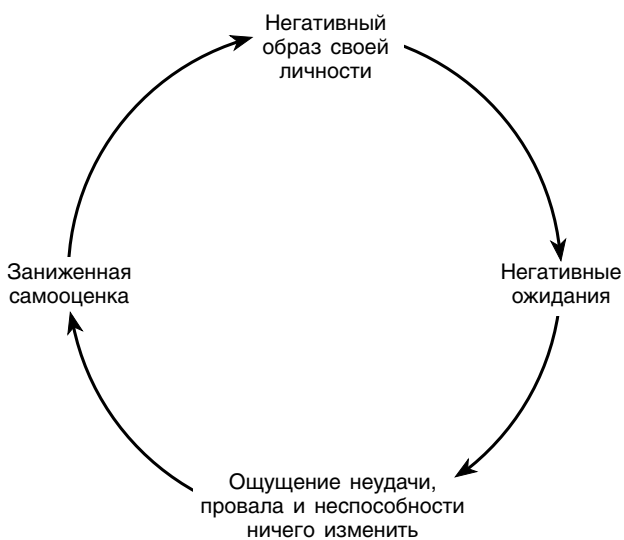 Негативный
образ своей
личности
Негативные
ожидания
Ощущение неудачи,
провала и неспособности
ничего изменить
Заниженная
самооценка